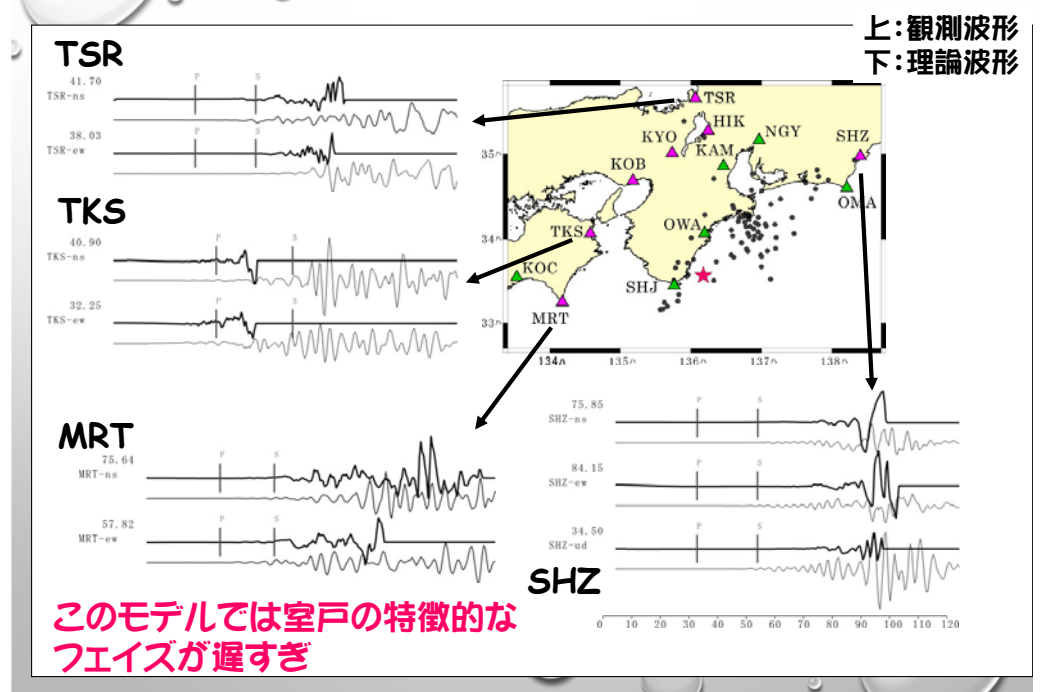 上:観測波形
下:理論波形
TSR
41.70
TSR-ns
P
S
38.03
TSR-ew
P
S
TKS
40.90
TKS-ns
P
S
32.25
TKS-ew
P
S
MRT
75.64
MRT-ns
P
S
57.82
MRT-ew
P
S
TSR
HIK
KYO
NGY
KAM
SHZ
KOB
OMA
TKS
OWA
KOC
SHJ
MRT
35
34
33
134
135
136
137
138
75.85
SHZ-ns
P
S
84.15
SHZ-ew
P
S
34.50
SHZ-ud
P
S
SHZ
0 10 20 30 40 50 60 70 80 90 100 110 120
このモデルでは室戸の特徴的な
フェイズが遅すぎ